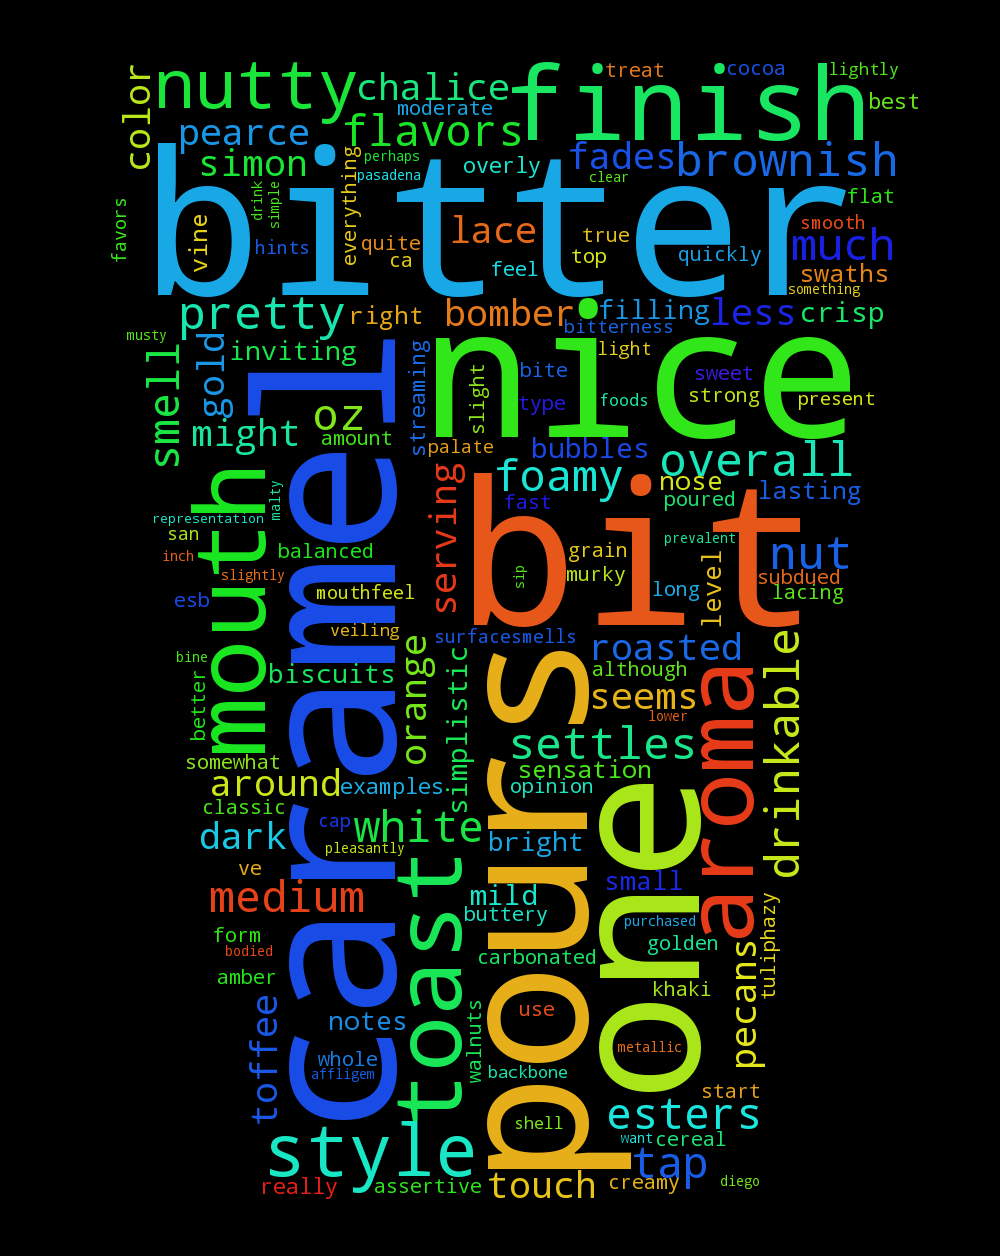 color
nutty
chalice
moderate
finish
treat
cocoa
lightly
best
pearce
flavors
simon
perhaps
pasadena
overly
fades
clear
brownish
everything
drink
simple
favors
bitter
vine
hints
quite
ca
lace
feel
true
top
quickly
flat
smooth
much
swaths
something
pretty
right
bomber
filling
bitterness
less
crisp
musty
smell
gold
inviting
streaming
nice
light
slight
bite
type
foods
sweet
strong
present
caramel
oz
might
amount
palate
bubbles
overall
foamy
nose
poured
lasting
mouth
malty
representation
san
inch
balanced
slightly
serving
fast
bit
grain
murky
sip
prevalent
nut
subdued
lacing
level
long
esb
mouthfeel
veiling
surfacesmells
roasted
bine
better
biscuits
orange
simplistic
pours
although
seems
lower
aroma
drinkable
settles
sensation
opinion
somewhat
around
examples
classic
dark
cap
white
pleasantly
bright
one
ve
medium
toast
mild
buttery
small
purchased
form
bodied
amber
carbonated
golden
khaki
pecans
tuliphazy
toffee
notes
whole
affligem
walnuts
use
metallic
backbone
start
shell
esters
want
cereal
style
tap
really
assertive
touch
creamy
diego